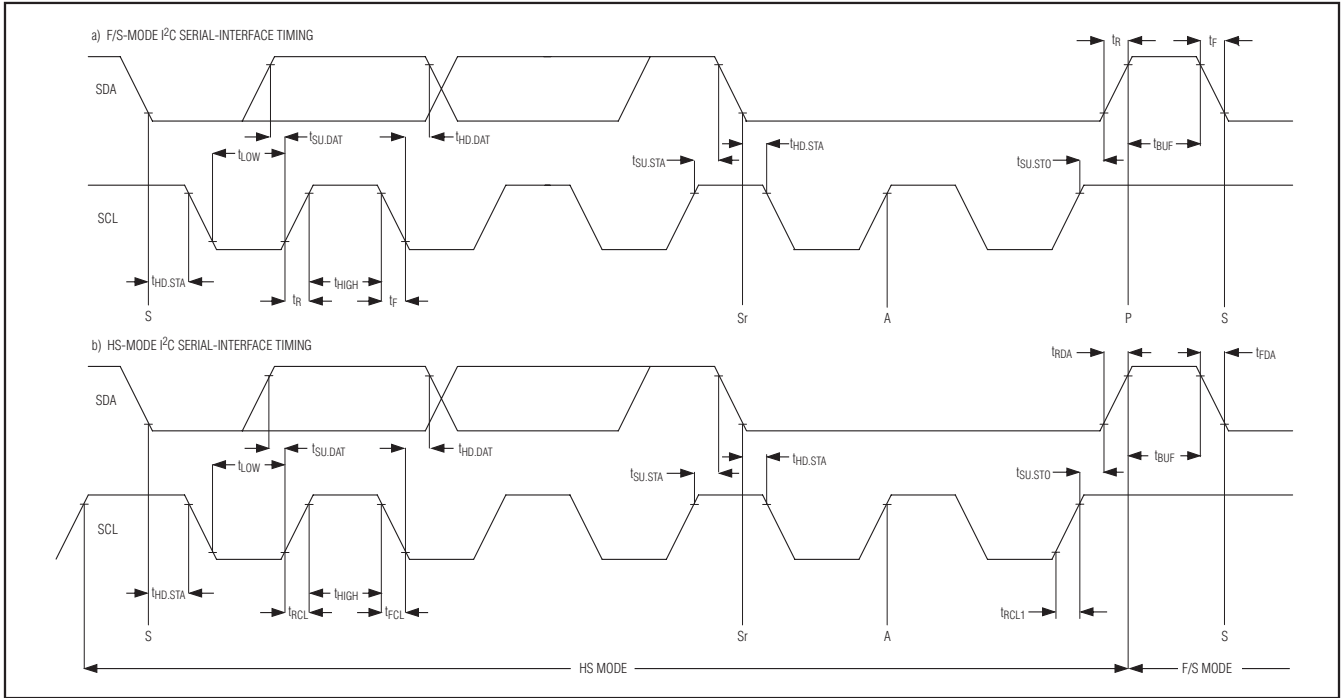 a) F/S-MODE I²C SERIAL-INTERFACE TIMING
tR
tF
SDA
tSU.DAT
tHD.DAT
tLOW
tSU.STA
tHD.STA
tSU.STO
tBUF
SCL
tHD.STA
tR
tHIGH
tF
S
Sr
A
P
S
b) HS-MODE I²C SERIAL-INTERFACE TIMING
tRDA
tFDA
SDA
tSU.DAT
tHD.DAT
tLOW
tSU.STA
tHD.STA
tSU.STO
tBUF
SCL
tHD.STA
tRCL
tHIGH
tFCL
tRCL1
S
Sr
A
S
HS MODE
F/S MODE